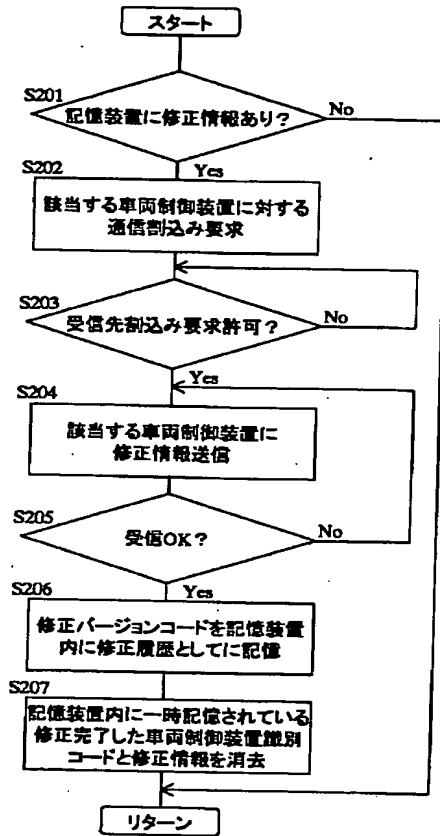 スタート
S201
記憶装置に修正情報あり？
No
Yes
S202
該当する車両制御装置に対する
通信割込み要求
S203
受信先割込み要求許可？
No
Yes
S204
該当する車両制御装置に
修正情報送信
S205
受信OK？
No
Yes
S206
修正バージョンコードを記憶装置
内に修正履歴としてに記憶
S207
記憶装置内に一時記憶されている
修正完了した車両制御装置識別
コードと修正情報を消去
リターン